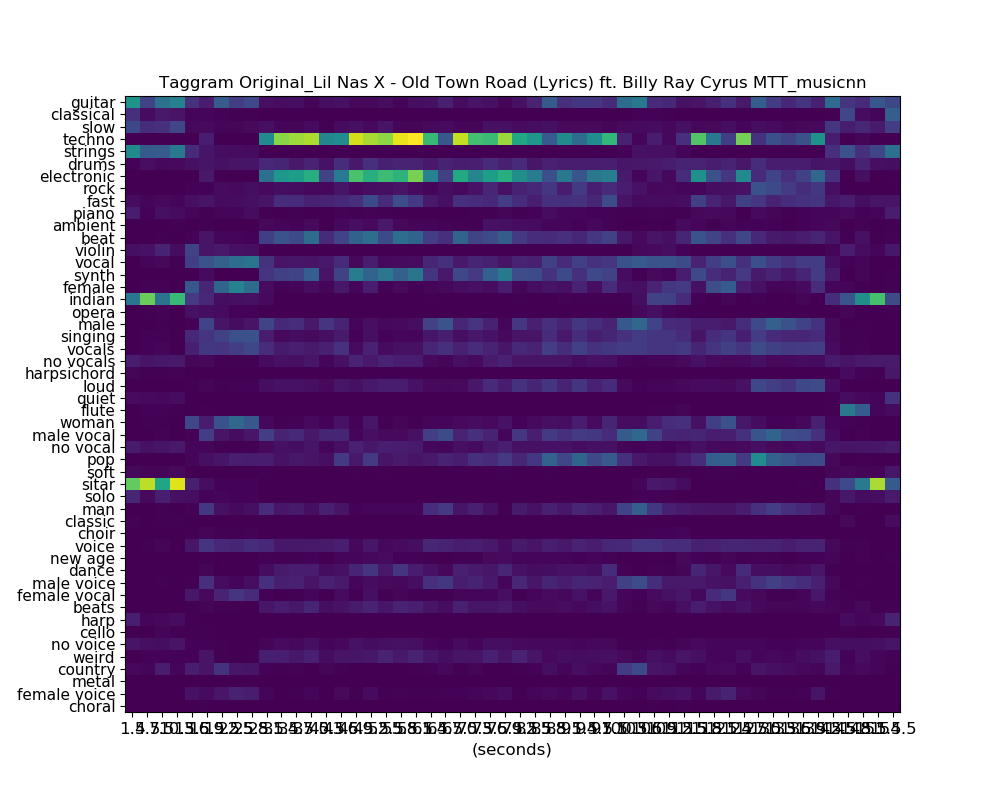 Taggram Original_Lil Nas X - Old Town Road (Lyrics) ft. Billy Ray Cyrus MTT_musicnn
guitar
classical
slow
techno
strings
drums
electronic
rock
fast
piano
ambient
beat
violin
vocal
synth
female
indian
opera
male
singing
vocals
no vocals
harpsichord
loud
quiet
flute
woman
male vocal
no vocal
pop
soft
sitar
solo
man
classic
choir
voice
new age
dance
male voice
female vocal
beats
harp
cello
no voice
weird
country
metal
female voice
choral
(seconds)